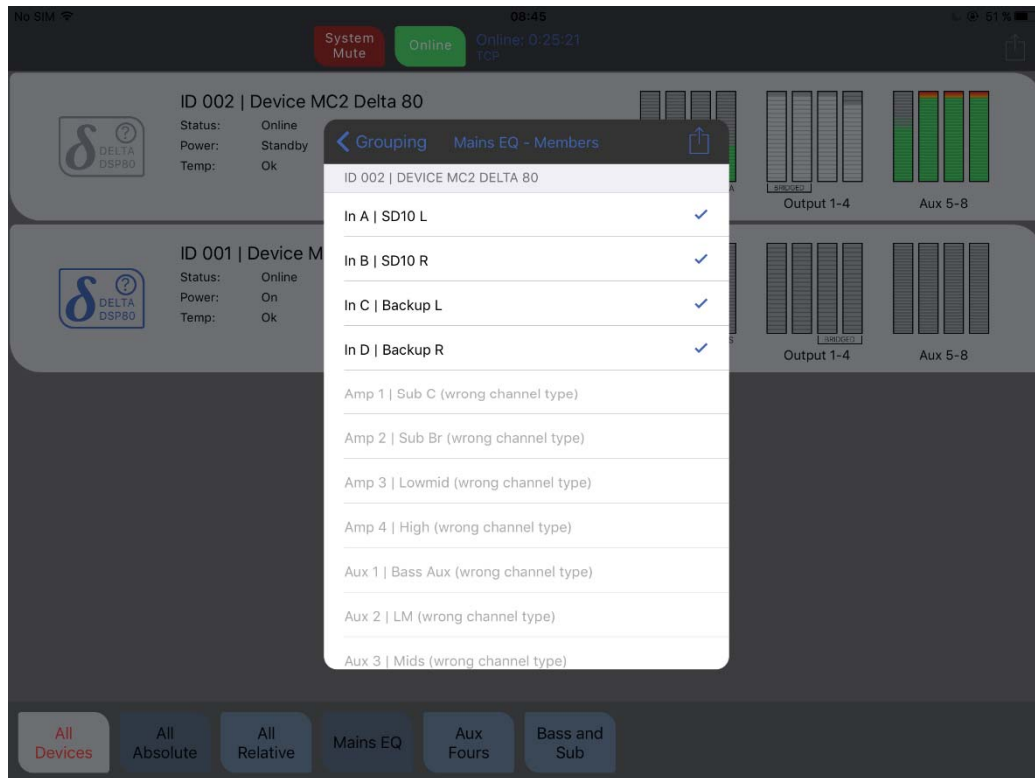 No SIM
08:45
61 %
System
Mute
Online
Online: 0:25:21
TCP
ID 002 | Device MC2 Delta 80
Status: Online
Power: Standby
Temp: Ok
?
DELTA
DSP80
BRIDGED
A
Output 1-4
Aux 5-8
Grouping
Mains EQ - Members
ID 002 | DEVICE MC2 DELTA 80
In A | SD10 L
In B | SD10 R
In C | Backup L
In D | Backup R
Amp 1 | Sub C (wrong channel type)
Amp 2 | Sub Br (wrong channel type)
Amp 3 | Lowmid (wrong channel type)
Amp 4 | High (wrong channel type)
Aux 1 | Bass Aux (wrong channel type)
Aux 2 | LM (wrong channel type)
Aux 3 | Mids (wrong channel type)
ID 001 | Device M
Status: Online
Power: On
Temp: Ok
δ
?
DELTA
DSP80
S
BRIDGED
Output 1-4
Aux 5-8
All
Devices
All
Absolute
All
Relative
Mains EQ
Aux
Fours
Bass and
Sub